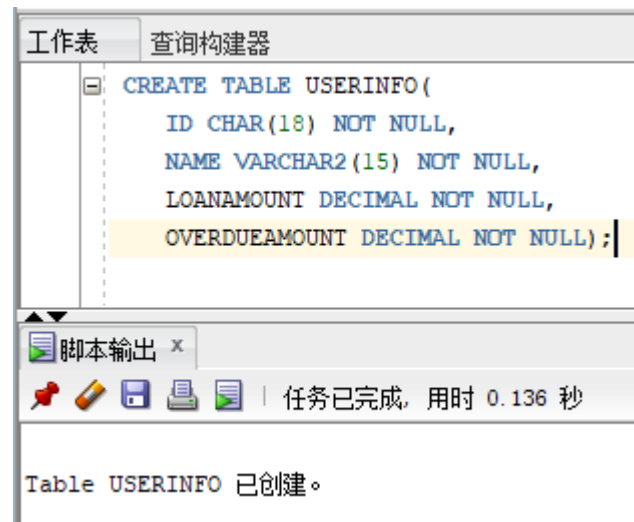 工作表 查询构建器
CREATE TABLE USERINFO(
ID CHAR(18) NOT NULL,
NAME VARCHAR2(15) NOT NULL,
LOANAMOUNT DECIMAL NOT NULL,
OVERDUEAMOUNT DECIMAL NOT NULL);
脚本输出 ×
任务已完成, 用时 0.136 秒
Table USERINFO 已创建。